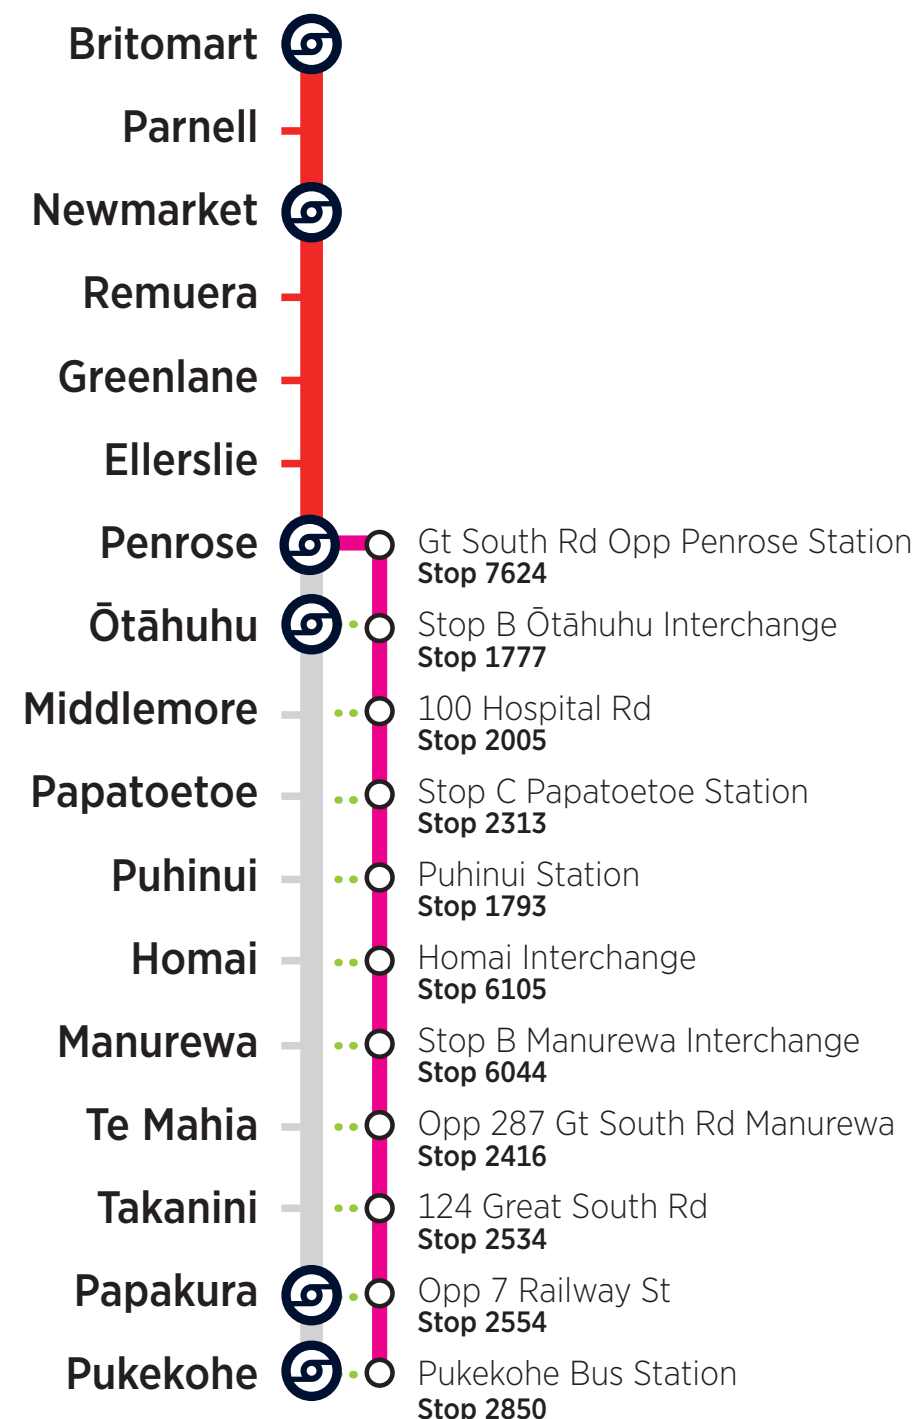 Britomart
Parnell
Newmarket
Remuera
Greenlane
Ellerslie
Penrose
Gt South Rd Opp Penrose Station
Stop 7624
Ōtāhuhu
Stop B Ōtāhuhu Interchange
Stop 1777
Middlemore
100 Hospital Rd
Stop 2005
Papatoetoe
Stop C Papatoetoe Station
Stop 2313
Puhinui
Puhinui Station
Stop 1793
Homai
Homai Interchange
Stop 6105
Manurewa
Stop B Manurewa Interchange
Stop 6044
Te Mahia
Opp 287 Gt South Rd Manurewa
Stop 2416
Takanini
124 Great South Rd
Stop 2534
Papakura
Opp 7 Railway St
Stop 2554
Pukekohe
Pukekohe Bus Station
Stop 2850